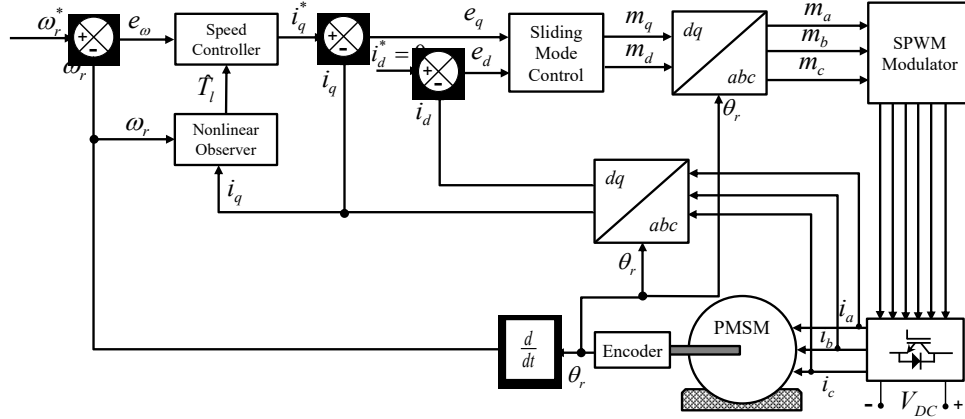 ω_r^*
+
-
ω_r
e_ω
Speed
Controller
i_q^*
+
-
i_q
e_q
i_d^* =
+
-
e_d
i_d
Sliding
Mode
Control
m_q
m_d
dq
abc
θ_r
m_a
m_b
m_c
SPWM
Modulator
T̂_l
ω_r
Nonlinear
Observer
i_q
dq
abc
θ_r
d
dt
θ_r
Encoder
PMSM
i_a
i_b
i_c
-
V_DC
+